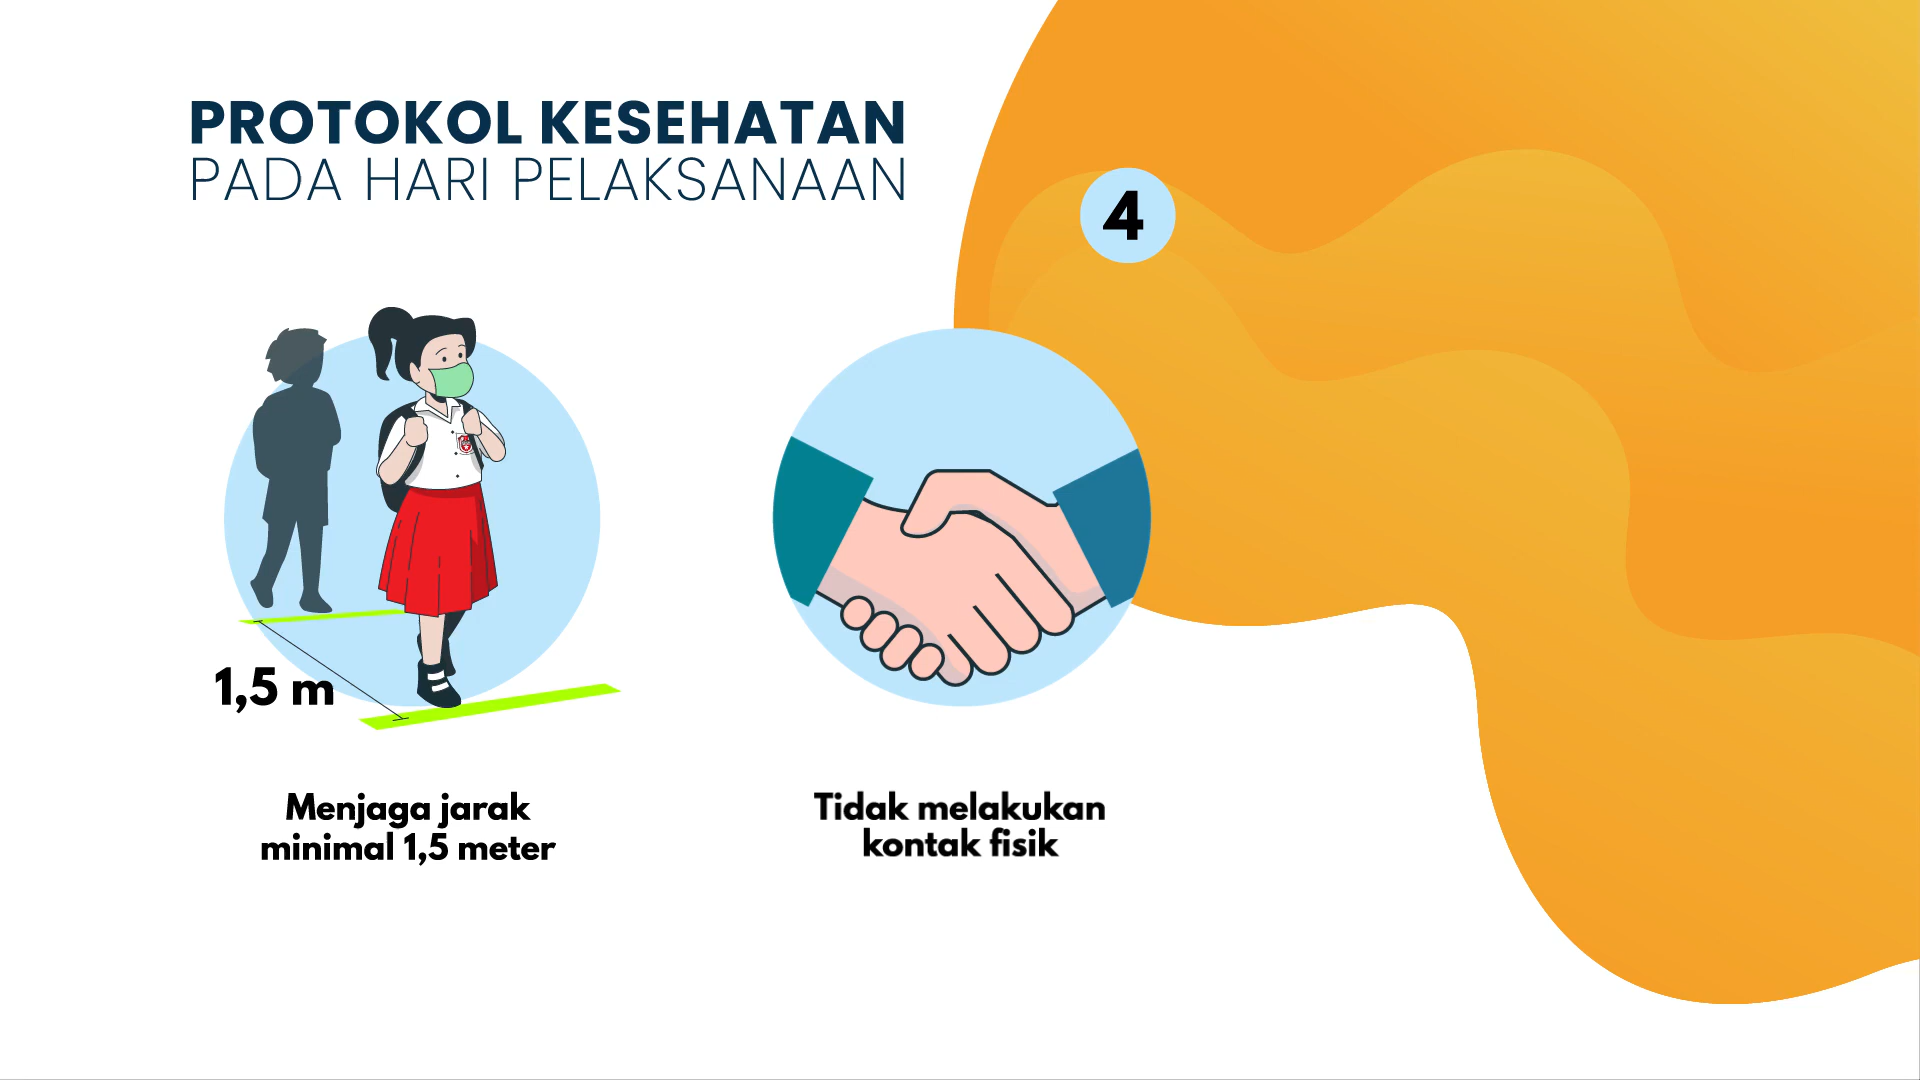 PROTOKOL KESEHATAN
PADA HARI PELAKSANAAN
4
1,5 m
Menjaga jarak
minimal 1,5 meter
Tidak melakukan
kontak fisik